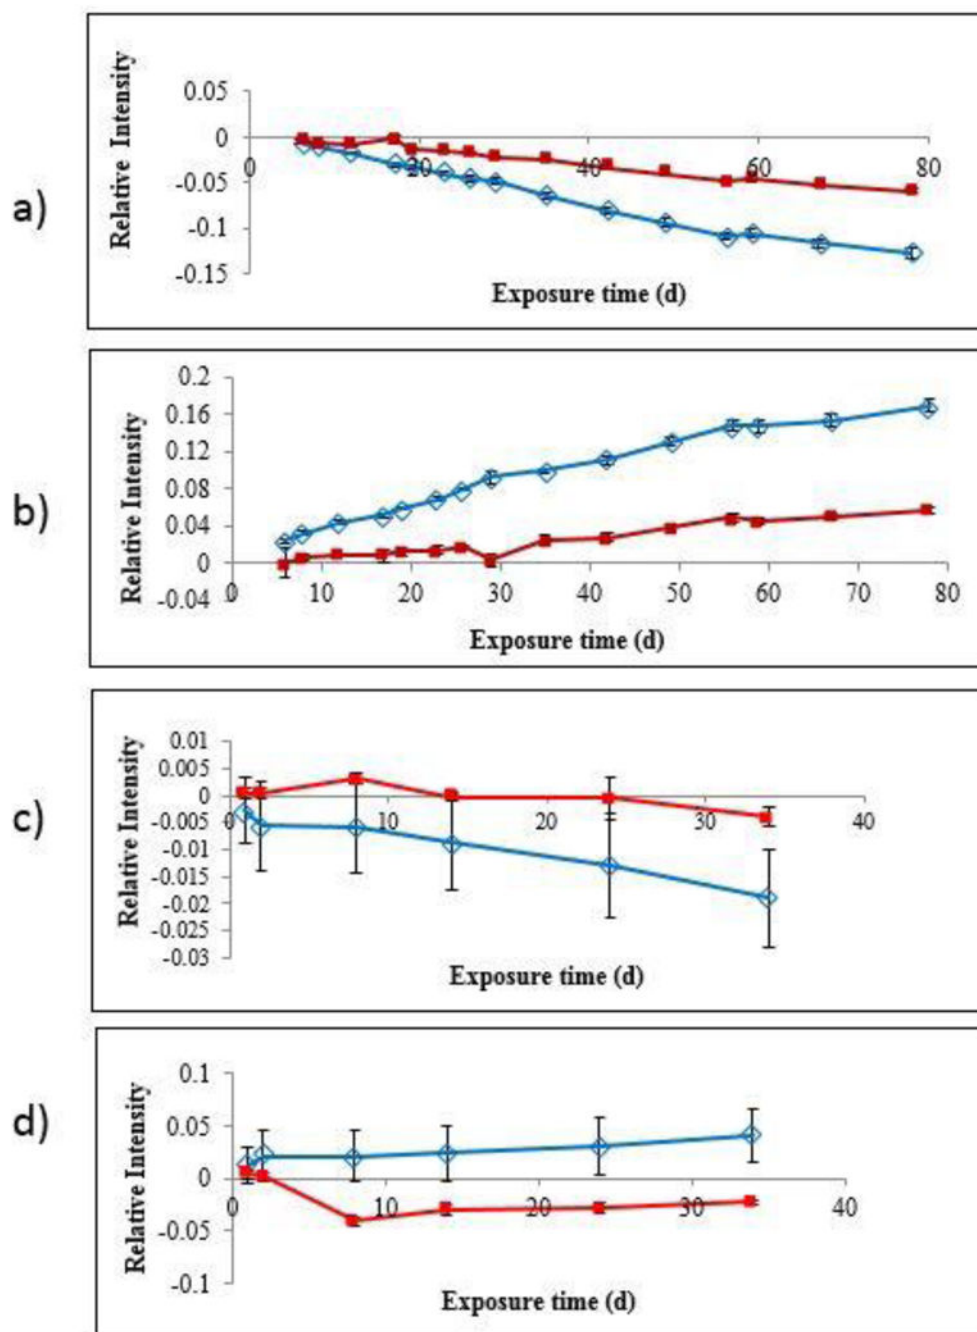 a)
Relative Intensity
0.05
0
-0.05
-0.1
-0.15
0 20 40 60 80
Exposure time (d)
b)
Relative Intensity
0.2
0.16
0.12
0.08
0.04
0
-0.04
0 10 20 30 40 50 60 70 80
Exposure time (d)
c)
Relative Intensity
0.01
0.005
0
-0.005
-0.01
-0.015
-0.02
-0.025
-0.03
0 10 20 30 40
Exposure time (d)
d)
Relative Intensity
0.1
0.05
0
-0.05
-0.1
0 10 20 30 40
Exposure time (d)